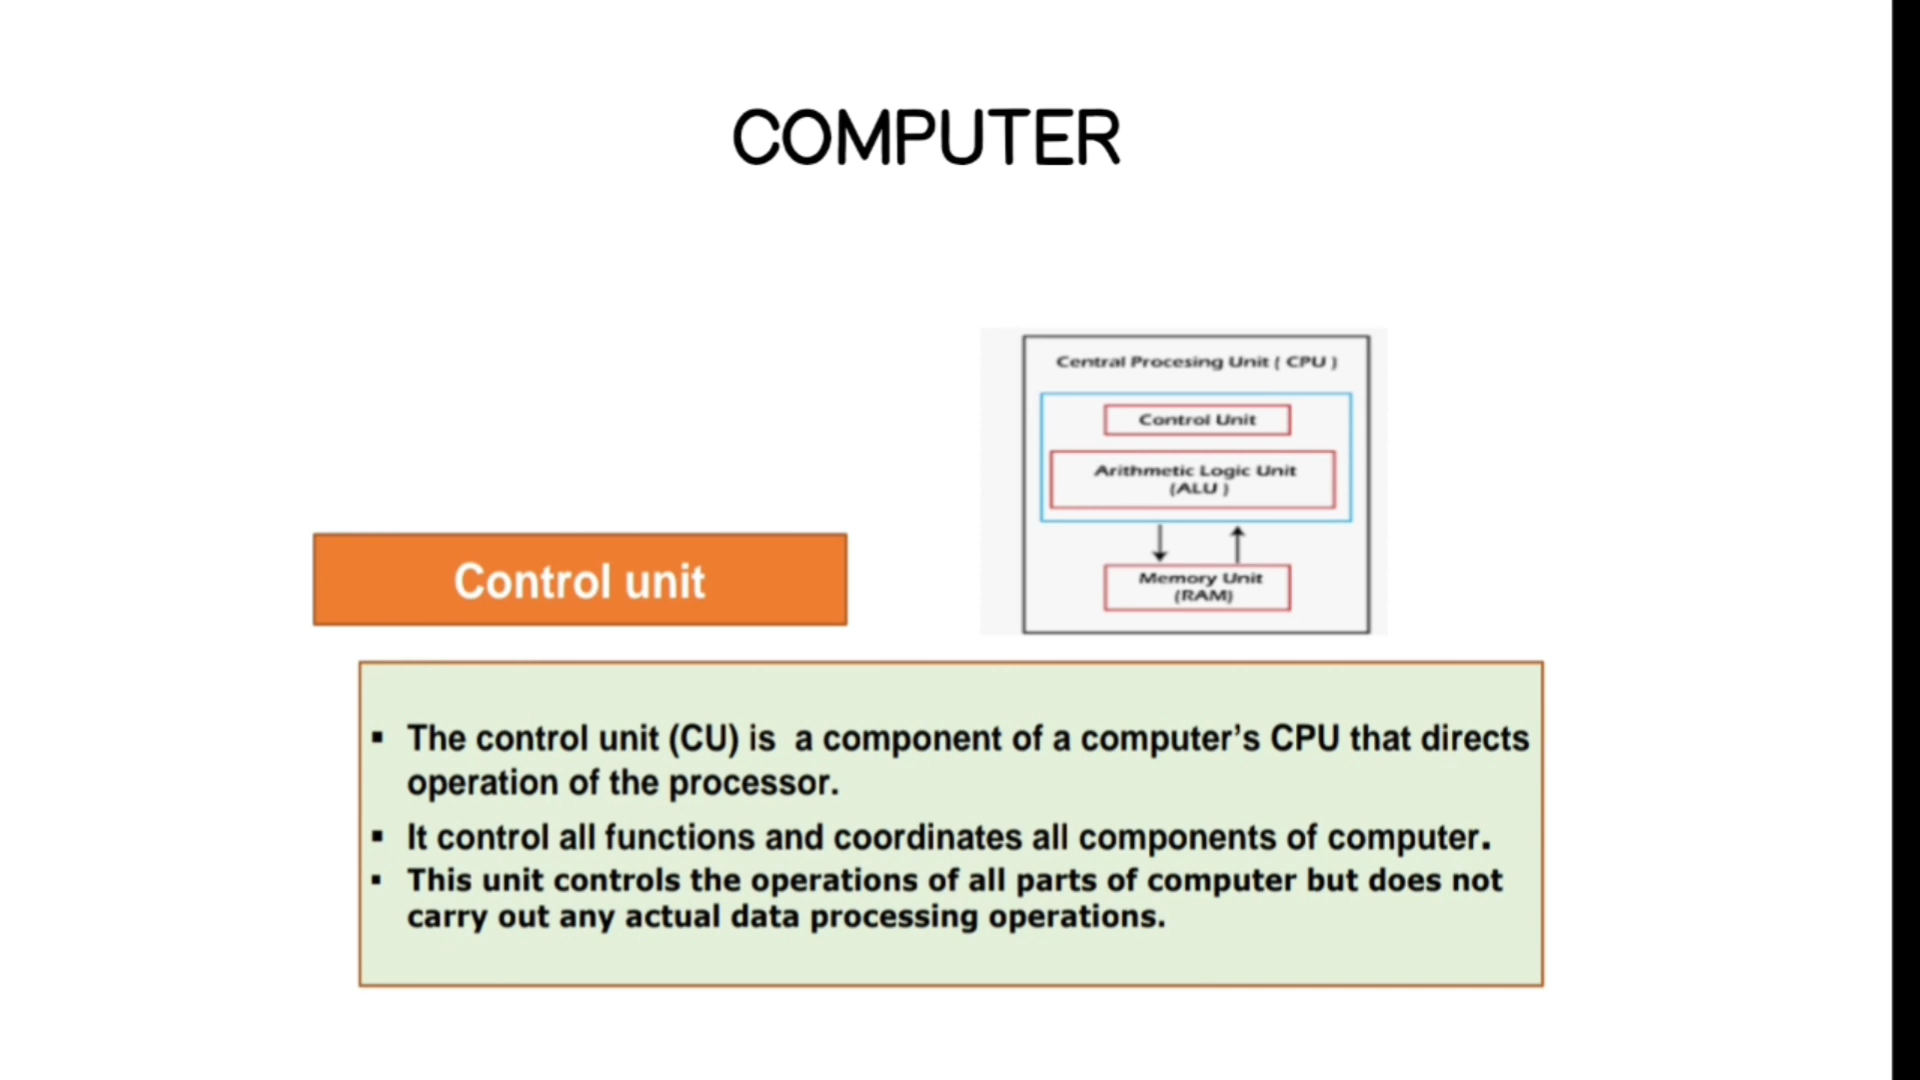 COMPUTER
Central Procesing Unit ( CPU )
Control Unit
Arithmetic Logic Unit
(ALU )
Memory Unit
(RAM)
Control unit
▪ The control unit (CU) is a component of a computer’s CPU that directs
operation of the processor.
▪ It control all functions and coordinates all components of computer.
▪ This unit controls the operations of all parts of computer but does not
carry out any actual data processing operations.